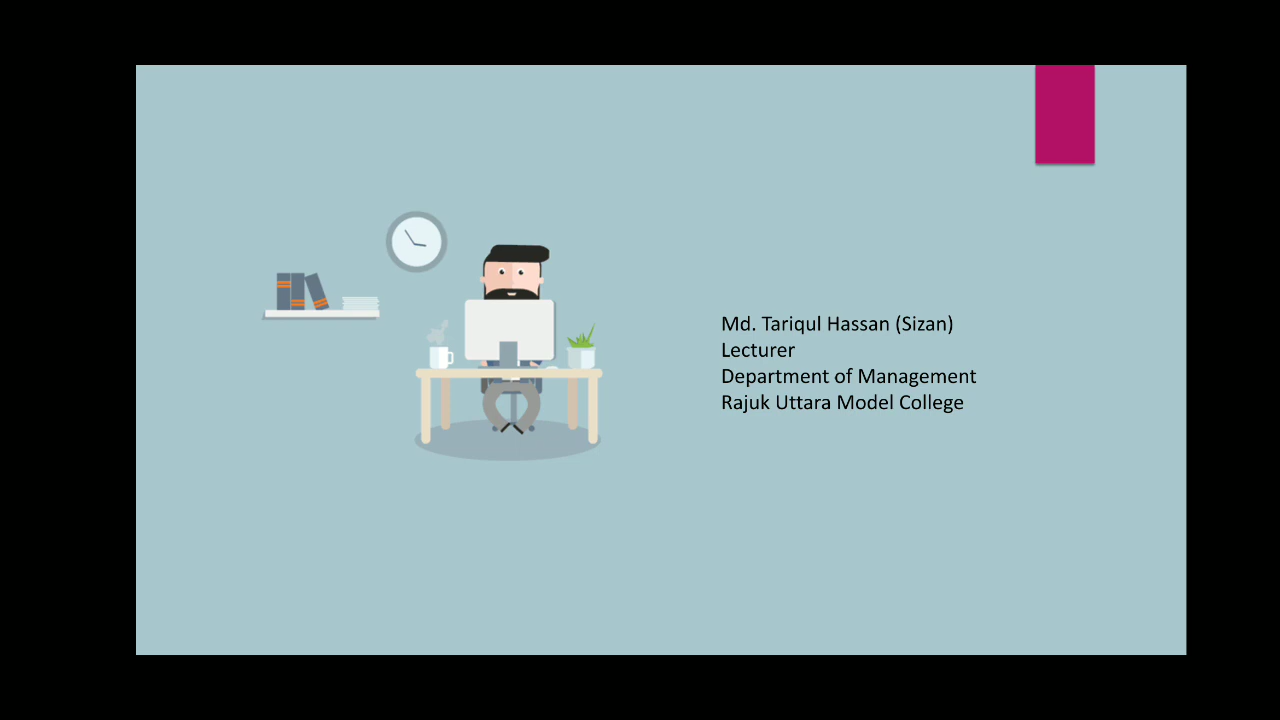 Md. Tariqul Hassan (Sizan)
Lecturer
Department of Management
Rajuk Uttara Model College